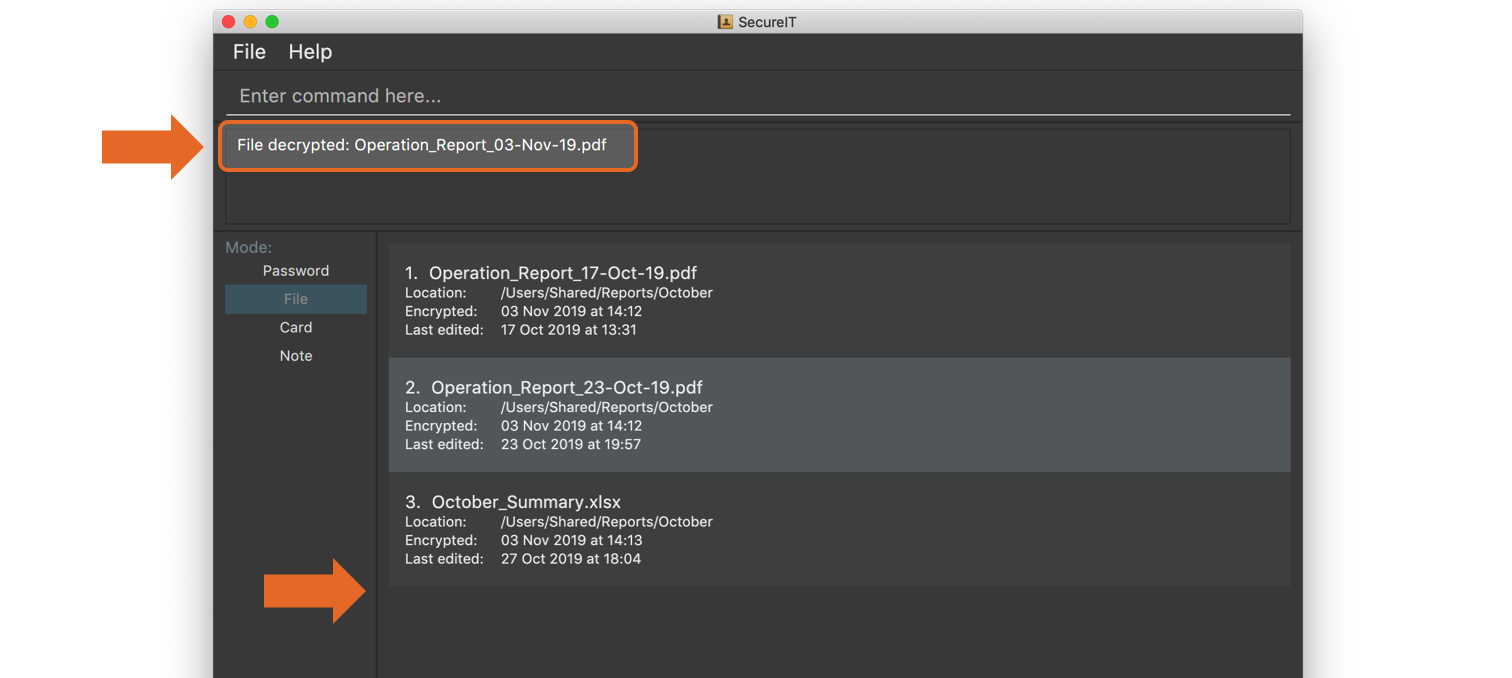 SecureIT
File Help
Enter command here...
File decrypted: Operation_Report_03-Nov-19.pdf
Mode:
Password
File
Card
Note
1. Operation_Report_17-Oct-19.pdf
Location: /Users/Shared/Reports/October
Encrypted: 03 Nov 2019 at 14:12
Last edited: 17 Oct 2019 at 13:31
2. Operation_Report_23-Oct-19.pdf
Location: /Users/Shared/Reports/October
Encrypted: 03 Nov 2019 at 14:12
Last edited: 23 Oct 2019 at 19:57
3. October_Summary.xlsx
Location: /Users/Shared/Reports/October
Encrypted: 03 Nov 2019 at 14:13
Last edited: 27 Oct 2019 at 18:04